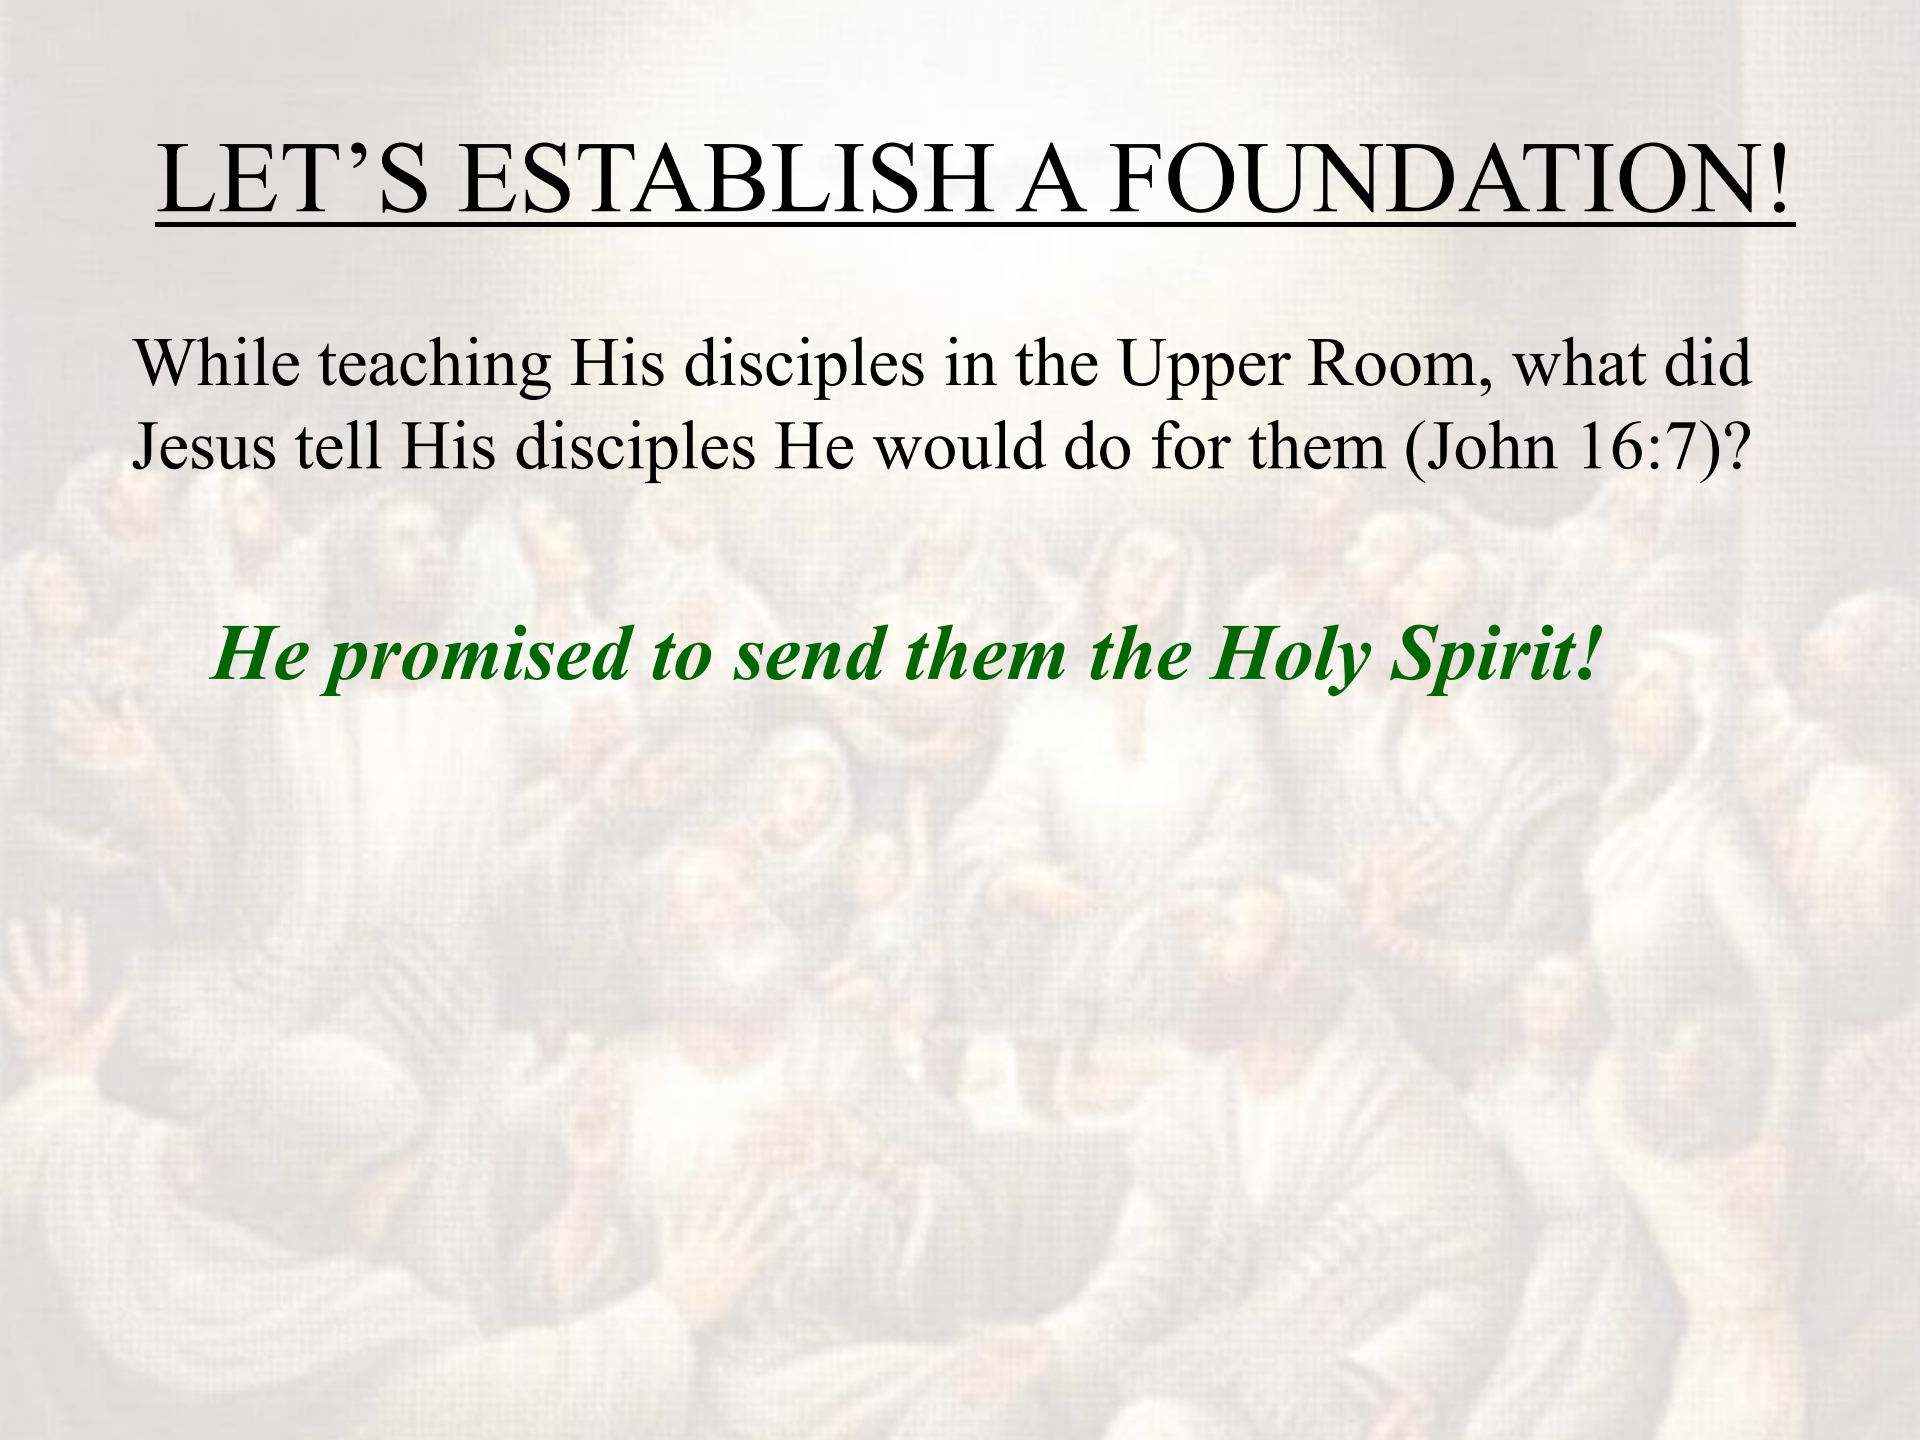 LET’S ESTABLISH A FOUNDATION!
While teaching His disciples in the Upper Room, what did
Jesus tell His disciples He would do for them (John 16:7)?
He promised to send them the Holy Spirit!